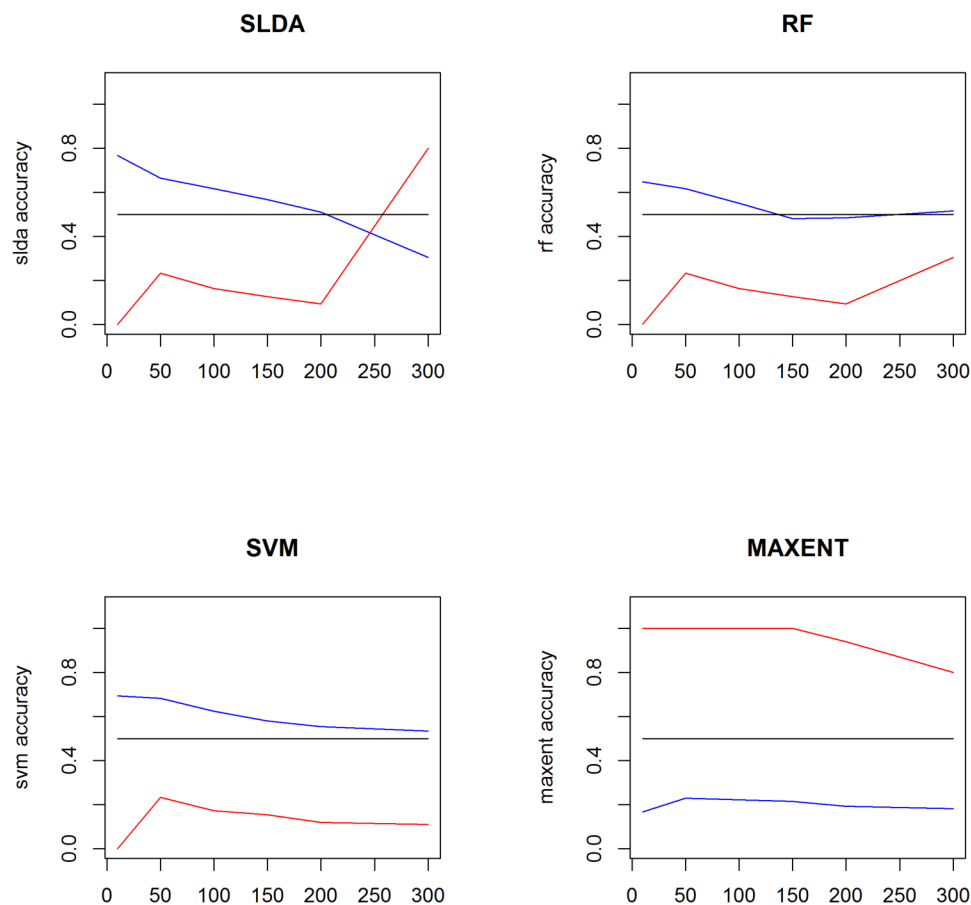 SLDA
slda accuracy
0.0 0.4 0.8
0 50 100 150 200 250 300
RF
rf accuracy
0.0 0.4 0.8
0 50 100 150 200 250 300
SVM
svm accuracy
0.0 0.4 0.8
0 50 100 150 200 250 300
MAXENT
maxent accuracy
0.0 0.4 0.8
0 50 100 150 200 250 300